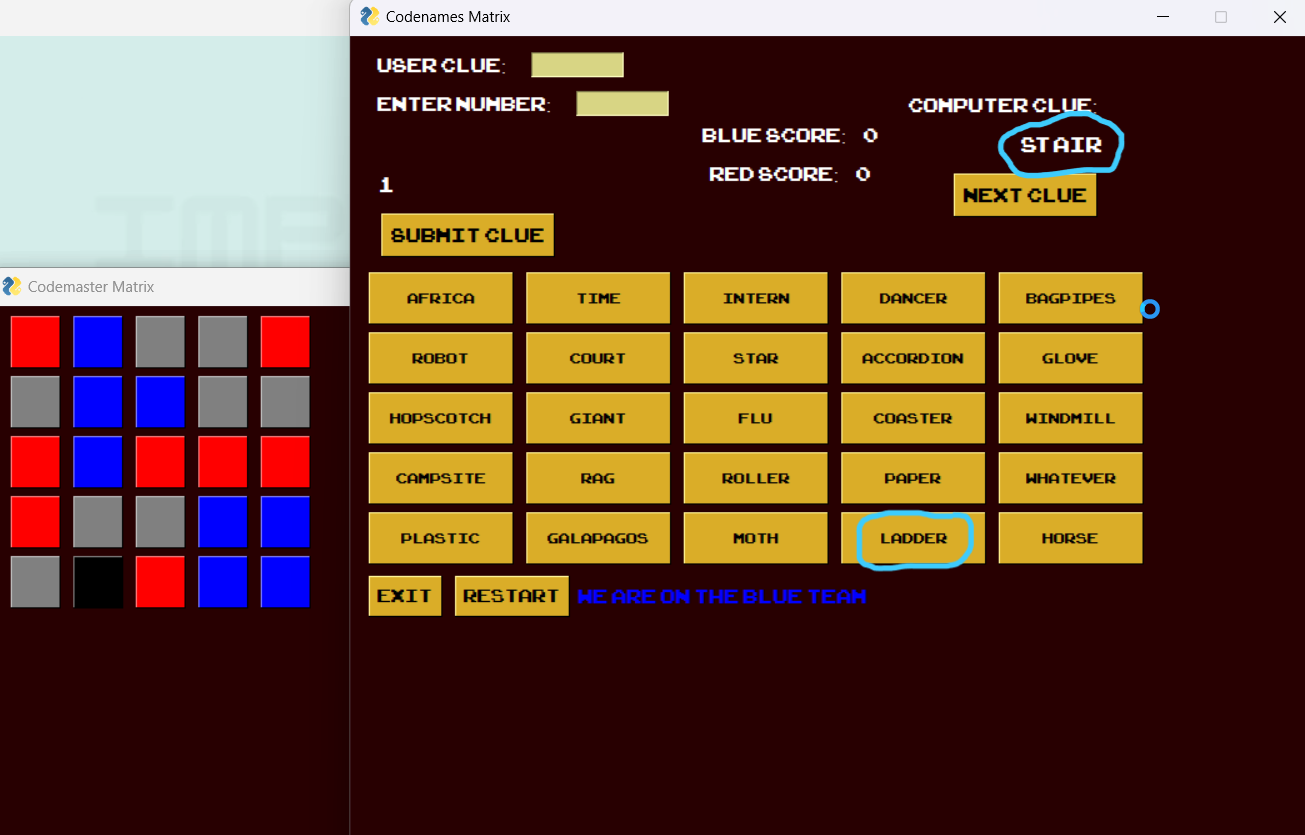 Codenames Matrix
USER CLUE:
ENTER NUMBER:
COMPUTER CLUE:
BLUE SCORE: 0
STAIR
RED SCORE: 0
1
NEXT CLUE
SUBMIT CLUE
Codemaster Matrix
AFRICA TIME INTERN DANCER BAGPIPES
ROBOT COURT STAR ACCORDION GLOVE
HOPSCOTCH GIANT FLU COASTER WINDMILL
CAMPSITE RAG ROLLER PAPER WHATEVER
PLASTIC GALAPAGOS MOTH LADDER HORSE
EXIT RESTART WE ARE ON THE BLUE TEAM